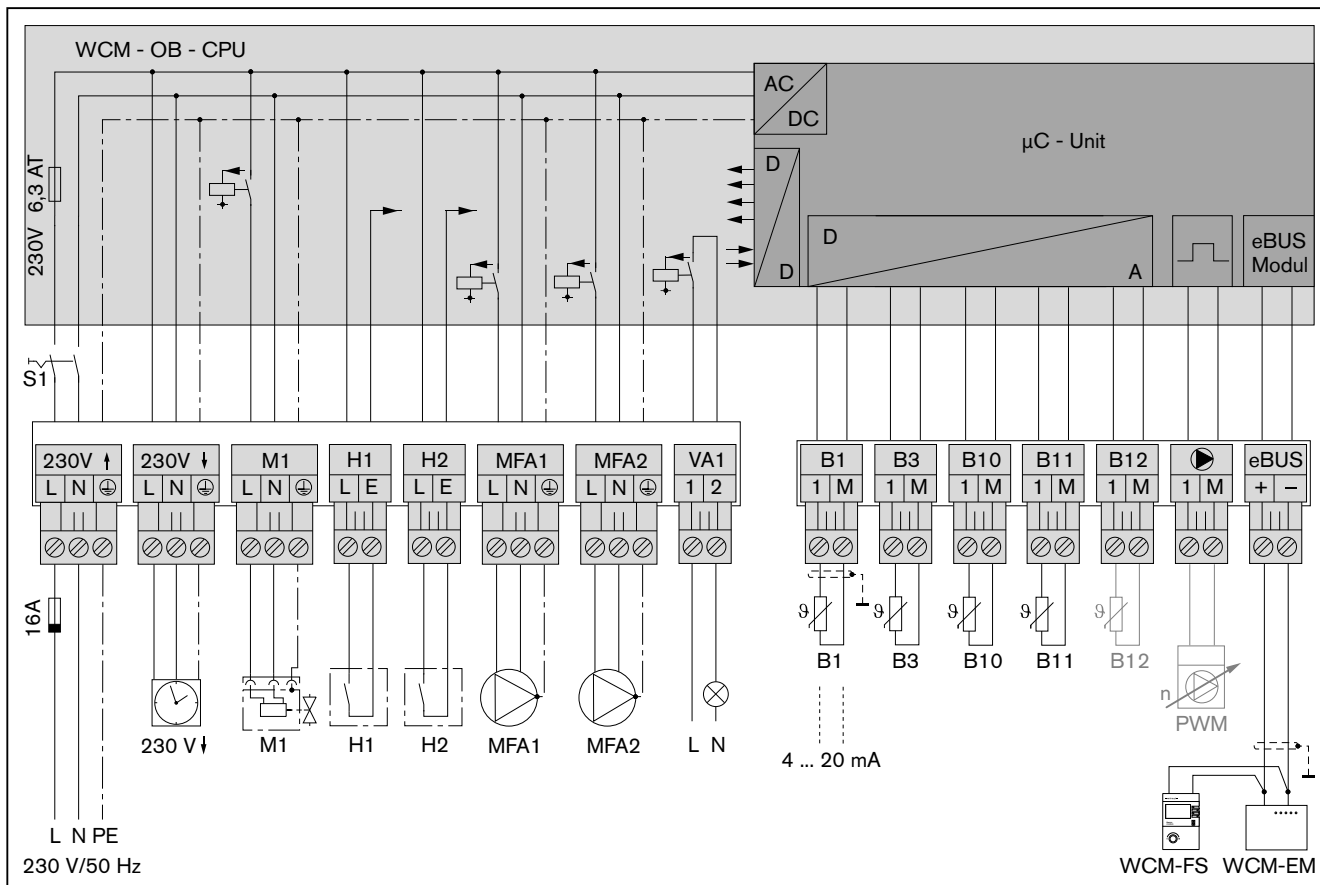 WCM - OB - CPU
AC
DC
µC - Unit
230V 6,3 AT
D
D
D
A
eBUS
Modul
S1
230V ↑ 230V ↓ M1 H1 H2 MFA1 MFA2 VA1 B1 B3 B10 B11 B12 eBUS
L N L N L N L E L E L N L N 1 2 1 M 1 M 1 M 1 M 1 M 1 M + −
16A
ϑ ϑ ϑ ϑ ϑ
B1 B3 B10 B11 B12
n
PWM
230 V ↓ M1 H1 H2 MFA1 MFA2 L N
4 ... 20 mA
L N PE
230 V/50 Hz
WCM-FS WCM-EM